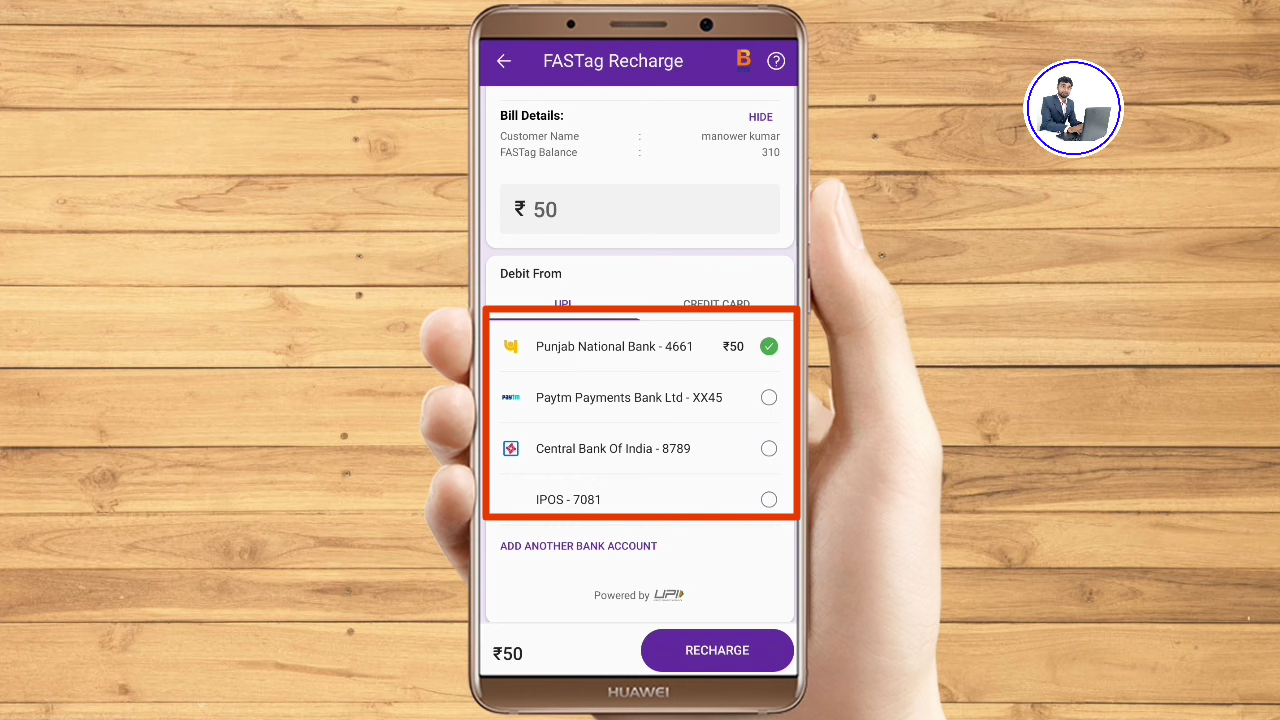 FASTag Recharge
B
?
Bill Details: HIDE
Customer Name : manower kumar
FASTag Balance : 310
₹ 50
Debit From
UPI CREDIT CARD
Punjab National Bank - 4661 ₹50
paytm Paytm Payments Bank Ltd - XX45
Central Bank Of India - 8789
IPOS - 7081
ADD ANOTHER BANK ACCOUNT
Powered by UPI
₹50 RECHARGE
HUAWEI